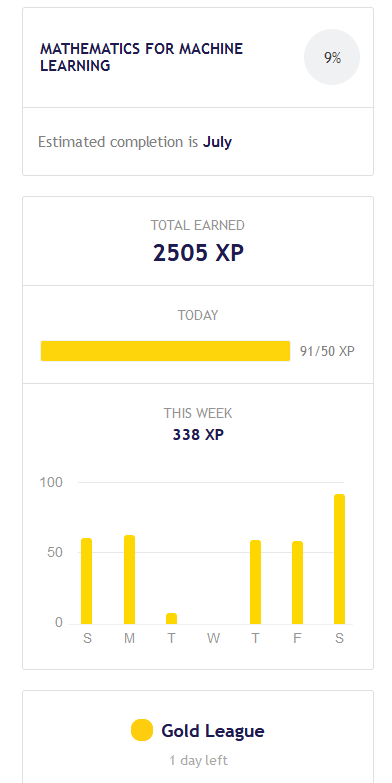 MATHEMATICS FOR MACHINE
LEARNING
9%
Estimated completion is July
TOTAL EARNED
2505 XP
TODAY
91/50 XP
THIS WEEK
338 XP
100
50
0
S M T W T F S
Gold League
1 day left